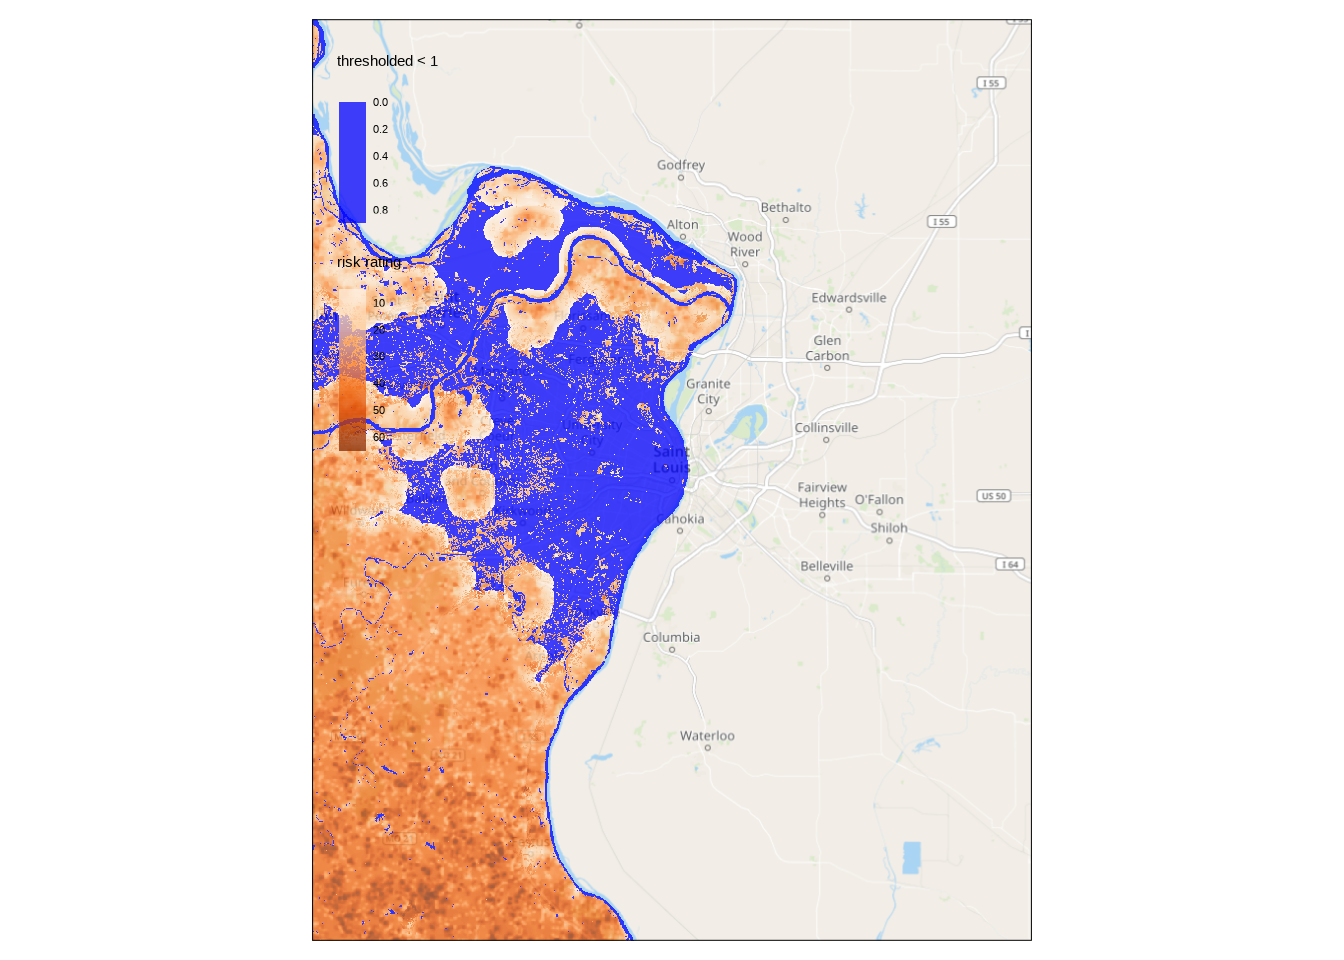 thresholded < 1
0.0
0.2
0.4
0.6
0.8
risk rating
10
20
30
40
50
60
I 55
Godfrey
Bethalto
I 55
Alton
Wood
River
Edwardsville
Glen
Carbon
Granite
City
Collinsville
University
City
Saint
Louis
Fairview
Heights
O'Fallon
US 50
Shiloh
Cahokia
I 64
Belleville
Columbia
Waterloo